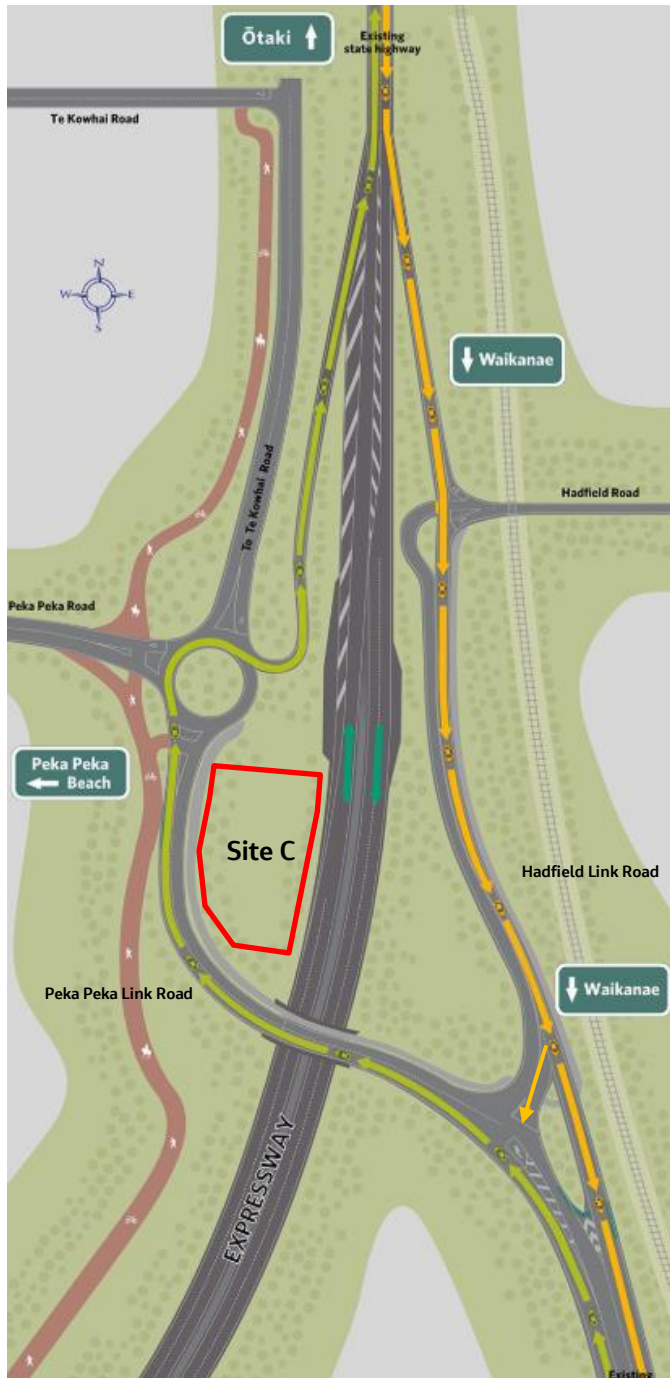 Ōtaki
Existing
state highway
Te Kowhai Road
N
W E
S
Waikanae
Hadfield Road
To Te Kowhai Road
Peka Peka Road
Peka Peka
Beach
Site C
Hadfield Link Road
Waikanae
Peka Peka Link Road
EXPRESSWAY
Existing